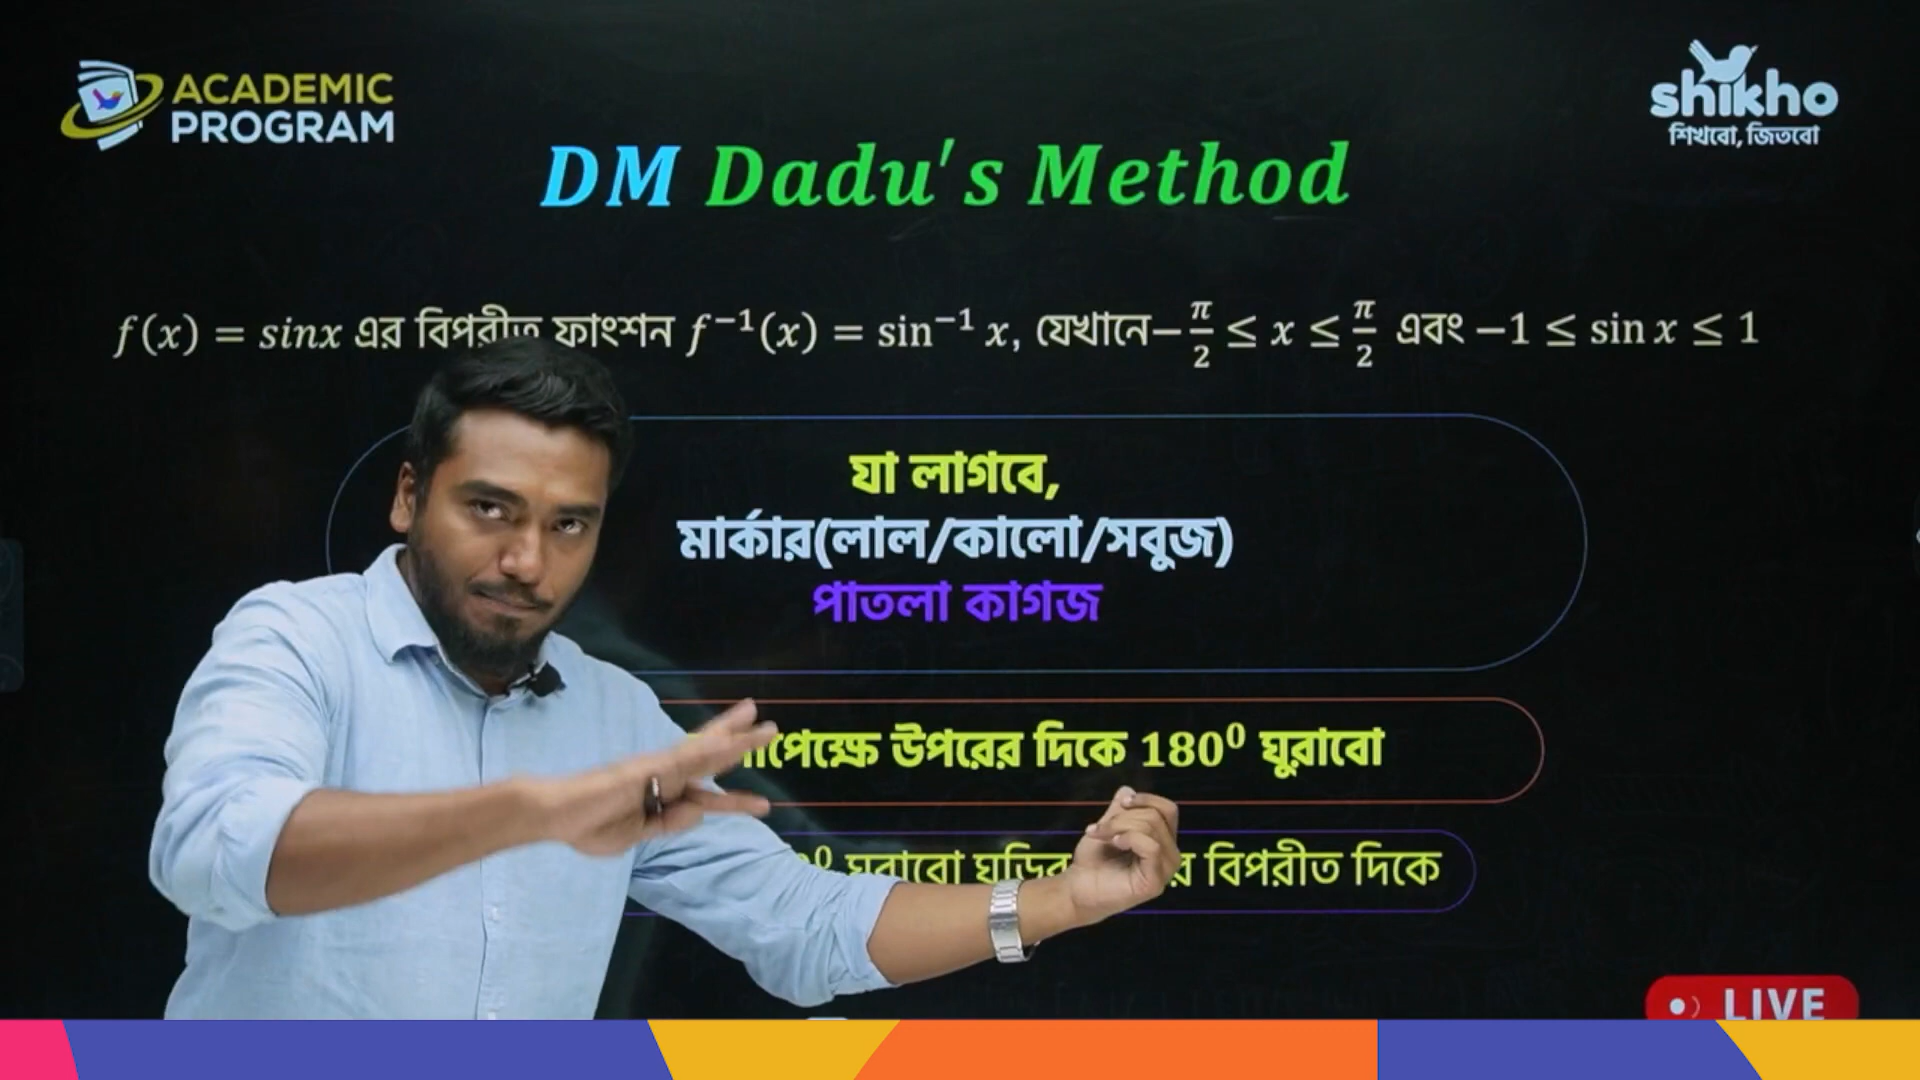 ACADEMIC
PROGRAM
shikho
শিখবো, জিতবো
DM Dadu's Method
f(x) = sinx এর বিপরীত ফাংশন f⁻¹(x) = sin⁻¹ x, যেখানে −π/2 ≤ x ≤ π/2 এবং −1 ≤ sin x ≤ 1
যা লাগবে,
মার্কার(লাল/কালো/সবুজ)
পাতলা কাগজ
উপরের দিকে 180⁰ ঘুরাবো
ঘুরাবো বিপরীত দিকে
LIVE